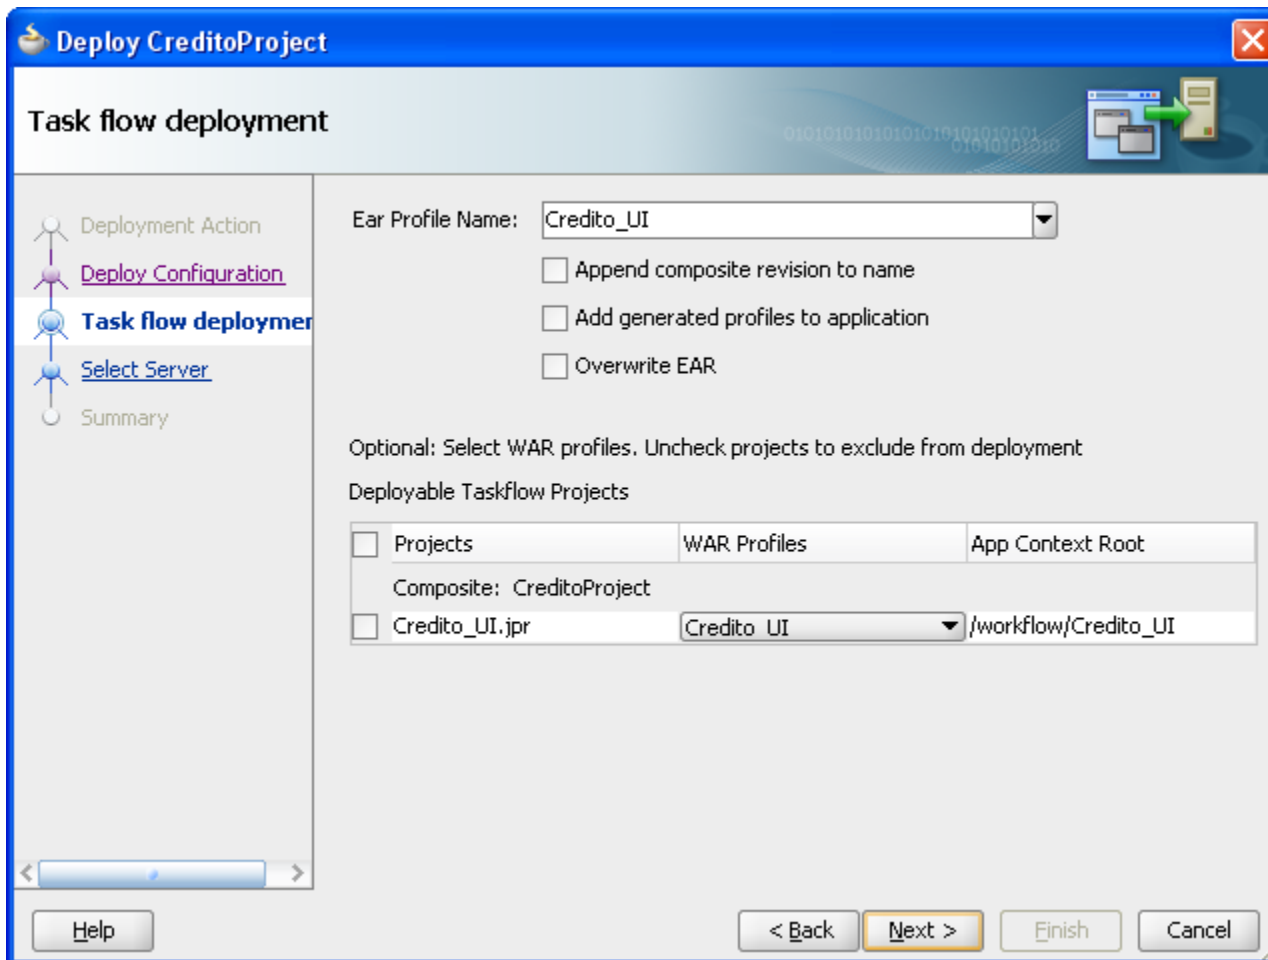 Deploy CreditoProject
Task flow deployment
010101010101010101010101
01010101010
Deployment Action
Deploy Configuration
Task flow deploymer
Select Server
Summary
Ear Profile Name: Credito_UI
Append composite revision to name
Add generated profiles to application
Overwrite EAR
Optional: Select WAR profiles. Uncheck projects to exclude from deployment
Deployable Taskflow Projects
Projects WAR Profiles App Context Root
Composite: CreditoProject
Credito_UI.jpr Credito_UI /workflow/Credito_UI
Help < Back Next > Finish Cancel